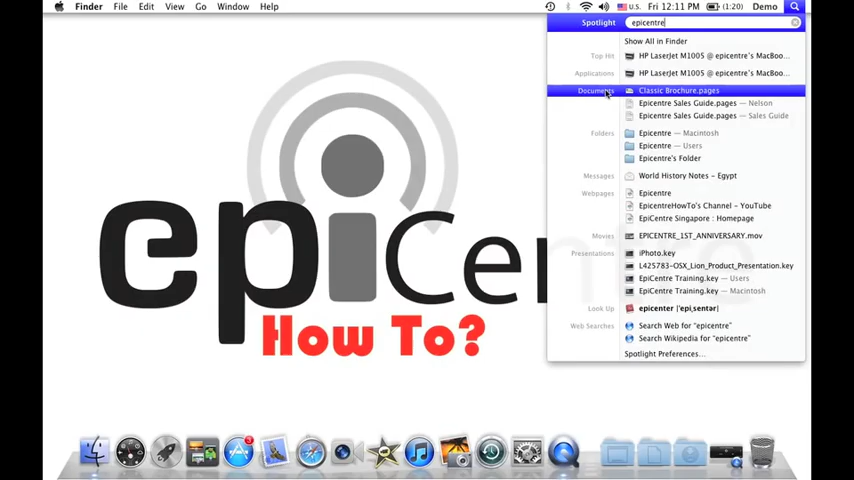 Finder File Edit View Go Window Help U.S. Fri 12:11 PM (1:20) Demo
Spotlight epicentre
Show All in Finder
Top Hit HP LaserJet M1005 @ epicentre's MacBoo...
Applications HP LaserJet M1005 @ epicentre's MacBoo...
Documents Classic Brochure.pages
Epicentre Sales Guide.pages — Nelson
Epicentre Sales Guide.pages — Sales Guide
Folders Epicentre — Macintosh
Epicentre — Users
Epicentre's Folder
Messages World History Notes - Egypt
Webpages Epicentre
EpicentreHowTo's Channel - YouTube
EpiCentre Singapore : Homepage
Movies EPICENTRE_1ST_ANNIVERSARY.mov
Presentations iPhoto.key
L425783-OSX_Lion_Product_Presentation.key
EpiCentre Training.key — Users
EpiCentre Training.key — Macintosh
Look Up epicenter |ˈepiˌsentər|
Web Searches Search Web for "epicentre"
Search Wikipedia for "epicentre"
Spotlight Preferences...
epiCentre
How To?
3